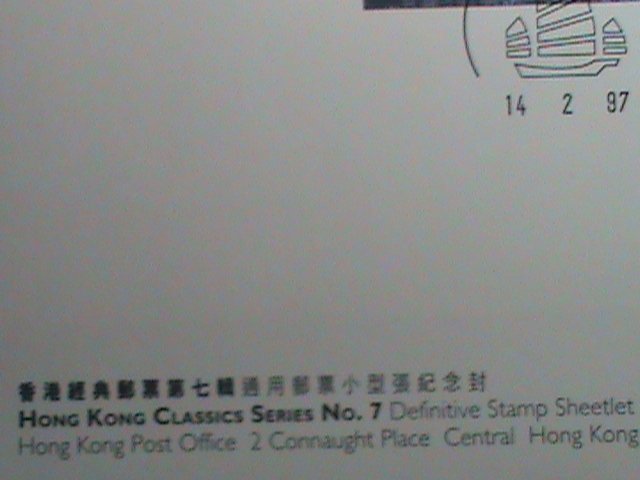 14 2 97
香港經典郵票第七輯通用郵票小型張紀念封
HONG KONG CLASSICS SERIES NO. 7 Definitive Stamp Sheetlet
Hong Kong Post Office 2 Connaught Place Central Hong Kong